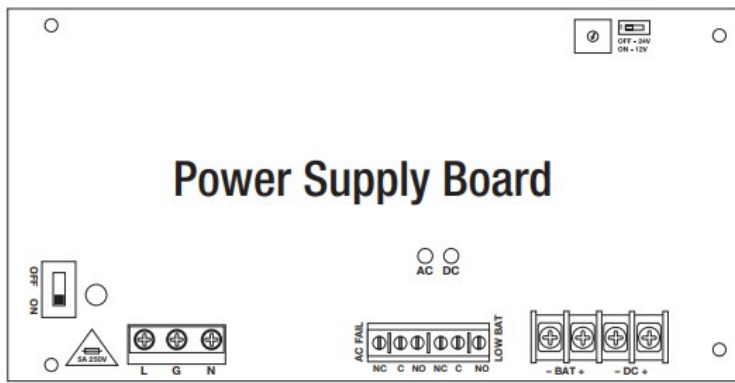 OFF - 24V
ON - 12V
Power Supply Board
AC DC
OFF
ON
5A 250V
L G N
AC FAIL
NC C NO NC C NO
LOW BAT
- BAT + - DC +